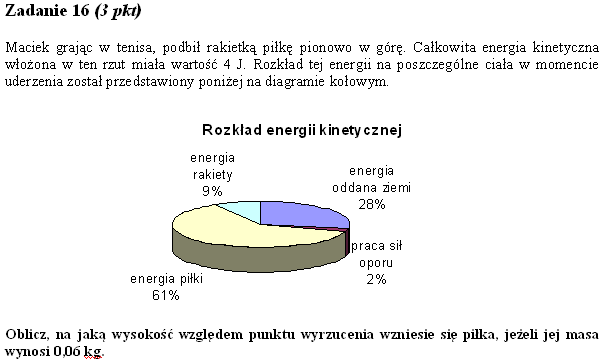 Zadanie 16 (3 pkt)
Maciek grając w tenisa, podbił rakietką piłkę pionowo w górę. Całkowita energia kinetyczna
włożona w ten rzut miała wartość 4 J. Rozkład tej energii na poszczególne ciała w momencie
uderzenia został przedstawiony poniżej na diagramie kołowym.
Rozkład energii kinetycznej
energia
rakiety
9%
energia
oddana ziemi
28%
praca sił
oporu
2%
energia piłki
61%
Oblicz, na jaką wysokość względem punktu wyrzucenia wzniesie się piłka, jeżeli jej masa
wynosi 0,06 kg.